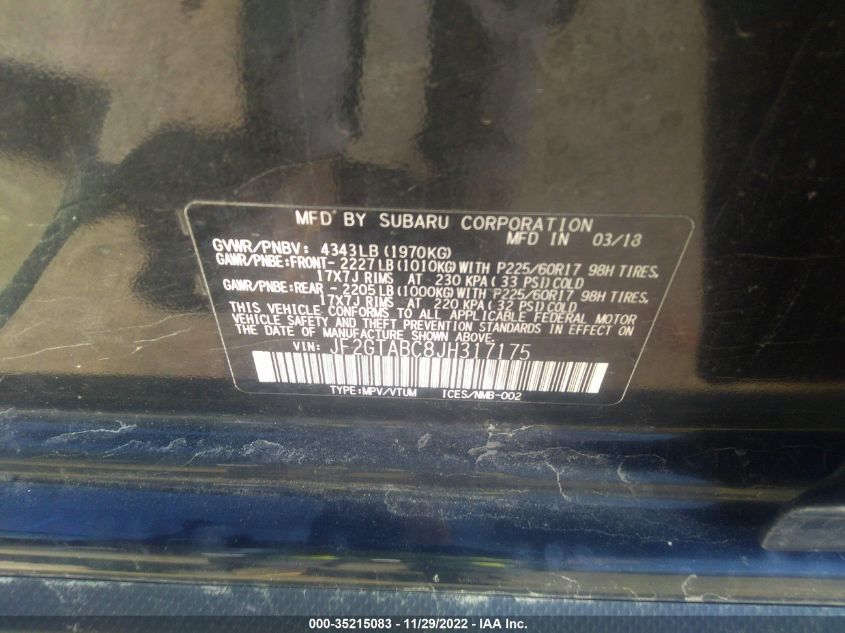 MFD BY SUBARU CORPORATION
MFD IN 03/18
GVWR/PNBV: 4343LB (1970KG)
GAWR/PNBE: FRONT- 2227 LB (1010KG) WITH P225/60R17 98H TIRES,
17X7J RIMS AT 230 KPA ( 33 PSI) COLD
GAWR/PNBE: REAR - 2205 LB (1000KG) WITH P225/60R17 98H TIRES,
17X7J RIMS AT 220 KPA ( 32 PSI) COLD
THIS VEHICLE CONFORMS TO ALL APPLICABLE FEDERAL MOTOR
VEHICLE SAFETY AND THEFT PREVENTION STANDARDS IN EFFECT ON
THE DATE OF MANUFACTURE SHOWN ABOVE.
VIN: JF2GTABC8JH317175
TYPE:MPV/VTUM ICES/NMB-002
000-35215083 - 11/29/2022 - IAA Inc.